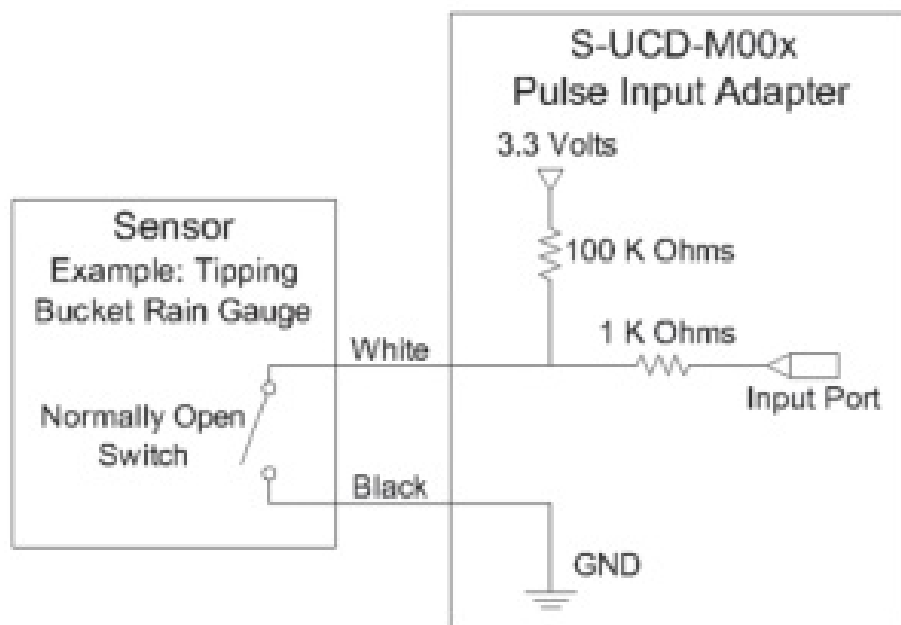 S-UCD-M00x
Pulse Input Adapter
3.3 Volts
100 K Ohms
1 K Ohms
Input Port
GND
Sensor
Example: Tipping
Bucket Rain Gauge
Normally Open
Switch
White
Black